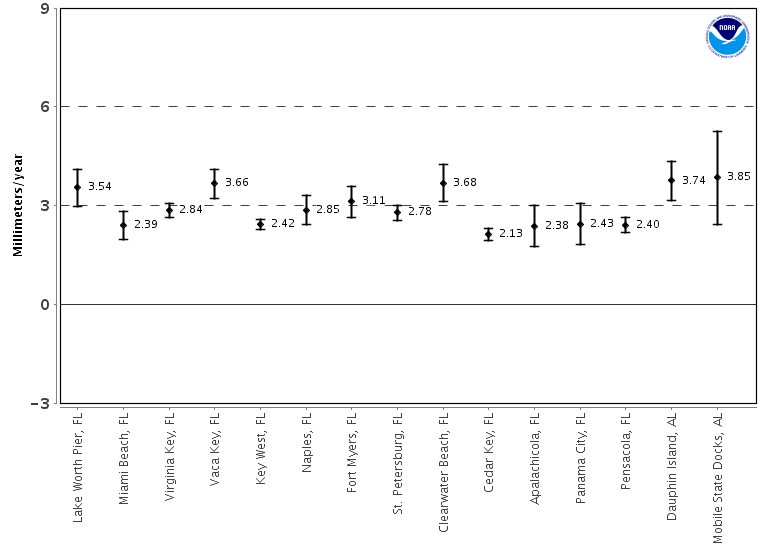 9
NOAA
6
3
0
−3
Millimeters/year
3.54
2.39
2.84
3.66
2.42
2.85
3.11
2.78
3.68
2.13
2.38
2.43
2.40
3.74
3.85
Lake Worth Pier, FL
Miami Beach, FL
Virginia Key, FL
Vaca Key, FL
Key West, FL
Naples, FL
Fort Myers, FL
St. Petersburg, FL
Clearwater Beach, FL
Cedar Key, FL
Apalachicola, FL
Panama City, FL
Pensacola, FL
Dauphin Island, AL
Mobile State Docks, AL